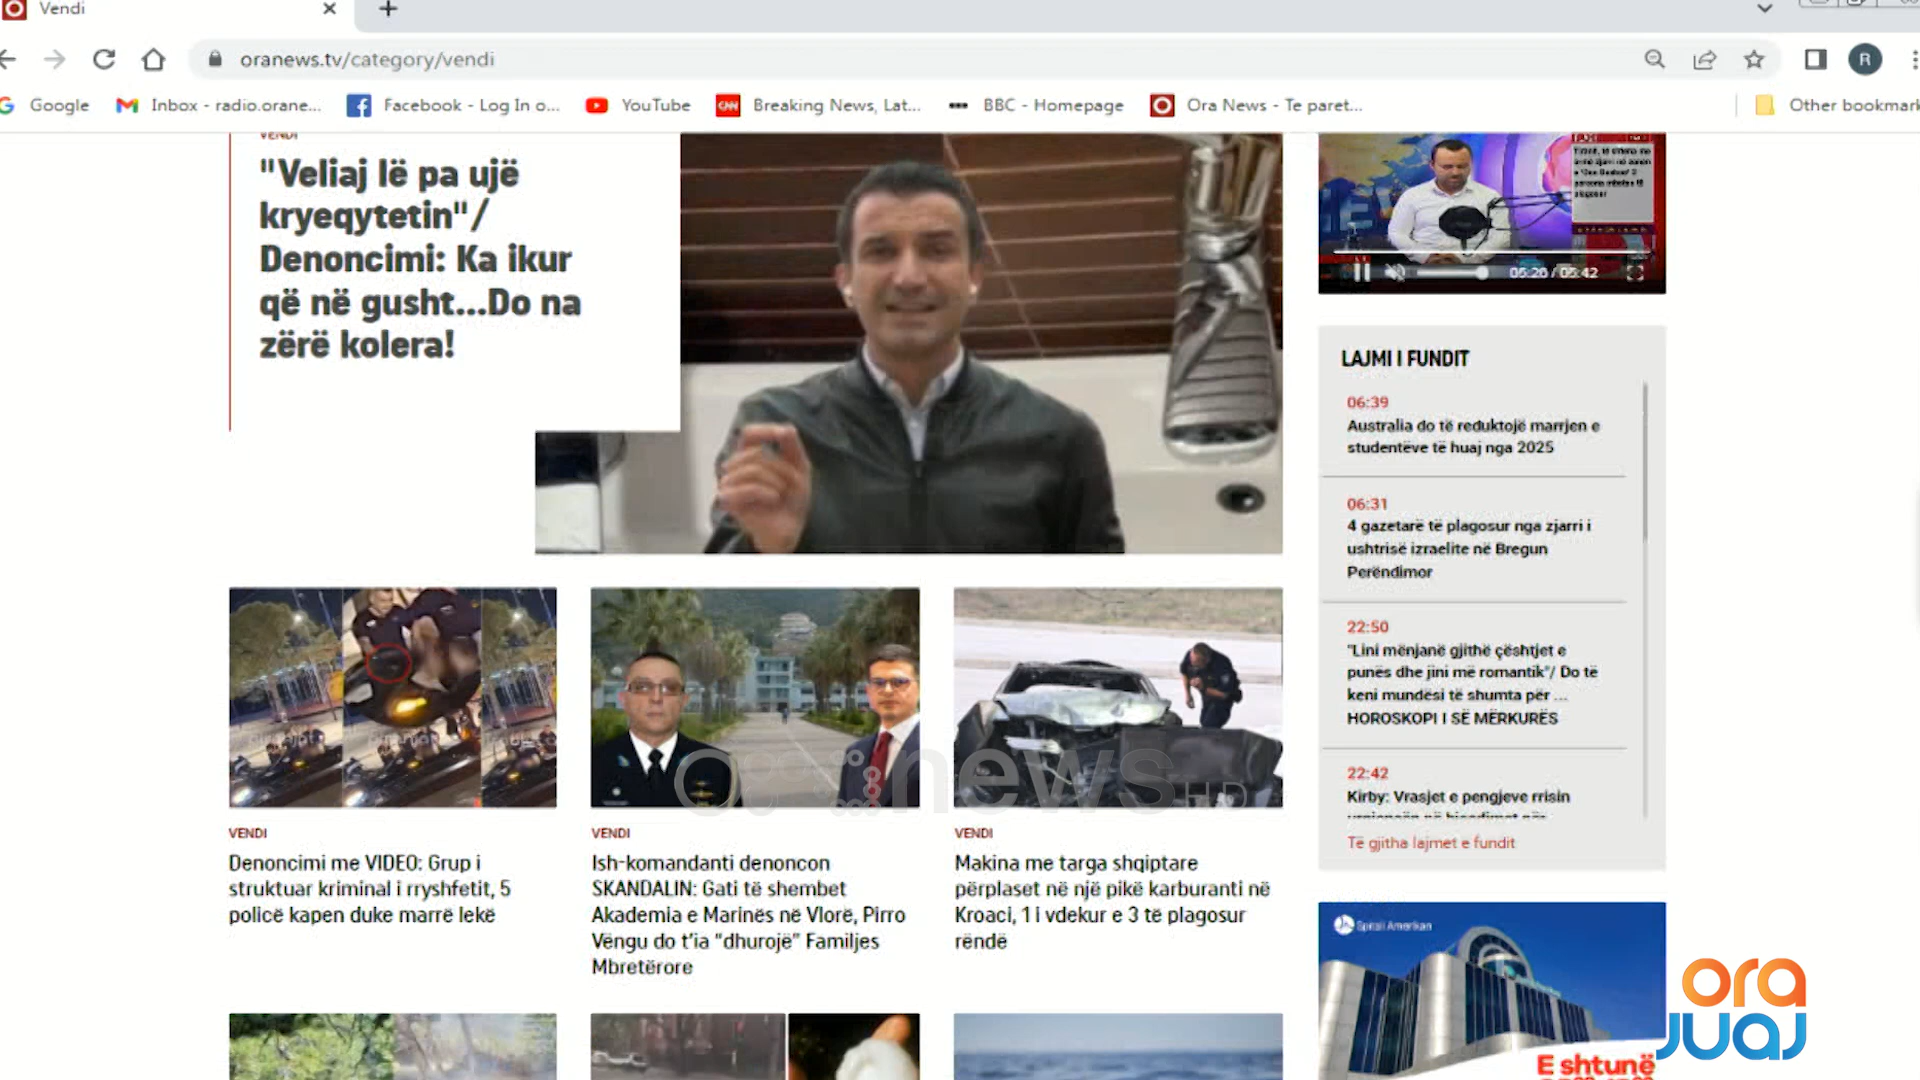 Vendi
oranews.tv/category/vendi
R
Google
Inbox - radio.orane...
Facebook - Log In o...
YouTube
CNN
Breaking News, Lat...
BBC - Homepage
Ora News - Te paret...
Other bookmark
VENDI
"Veliaj lë pa ujë
kryeqytetin"/
Denoncimi: Ka ikur
që në gusht...Do na
zërë kolera!
05:26 / 05:42
LAJMI I FUNDIT
06:39
Australia do të reduktojë marrjen e
studentëve të huaj nga 2025
06:31
4 gazetarë të plagosur nga zjarri i
ushtrisë izraelite në Bregun
Perëndimor
22:50
"Lini mënjanë gjithë çështjet e
punës dhe jini më romantik"/ Do të
keni mundësi të shumta për ...
HOROSKOPI I SË MËRKURËS
22:42
Kirby: Vrasjet e pengjeve rrisin
Të gjitha lajmet e fundit
VENDI
Denoncimi me VIDEO: Grup i
struktuar kriminal i rryshfetit, 5
policë kapen duke marrë lekë
VENDI
Ish-komandanti denoncon
SKANDALIN: Gati të shembet
Akademia e Marinës në Vlorë, Pirro
Vëngu do t'ia "dhurojë" Familjes
Mbretërore
VENDI
Makina me targa shqiptare
përplaset në një pikë karburanti në
Kroaci, 1 i vdekur e 3 të plagosur
rëndë
oranews HD
Spitali Amerikan
E shtunë
ora
juaj